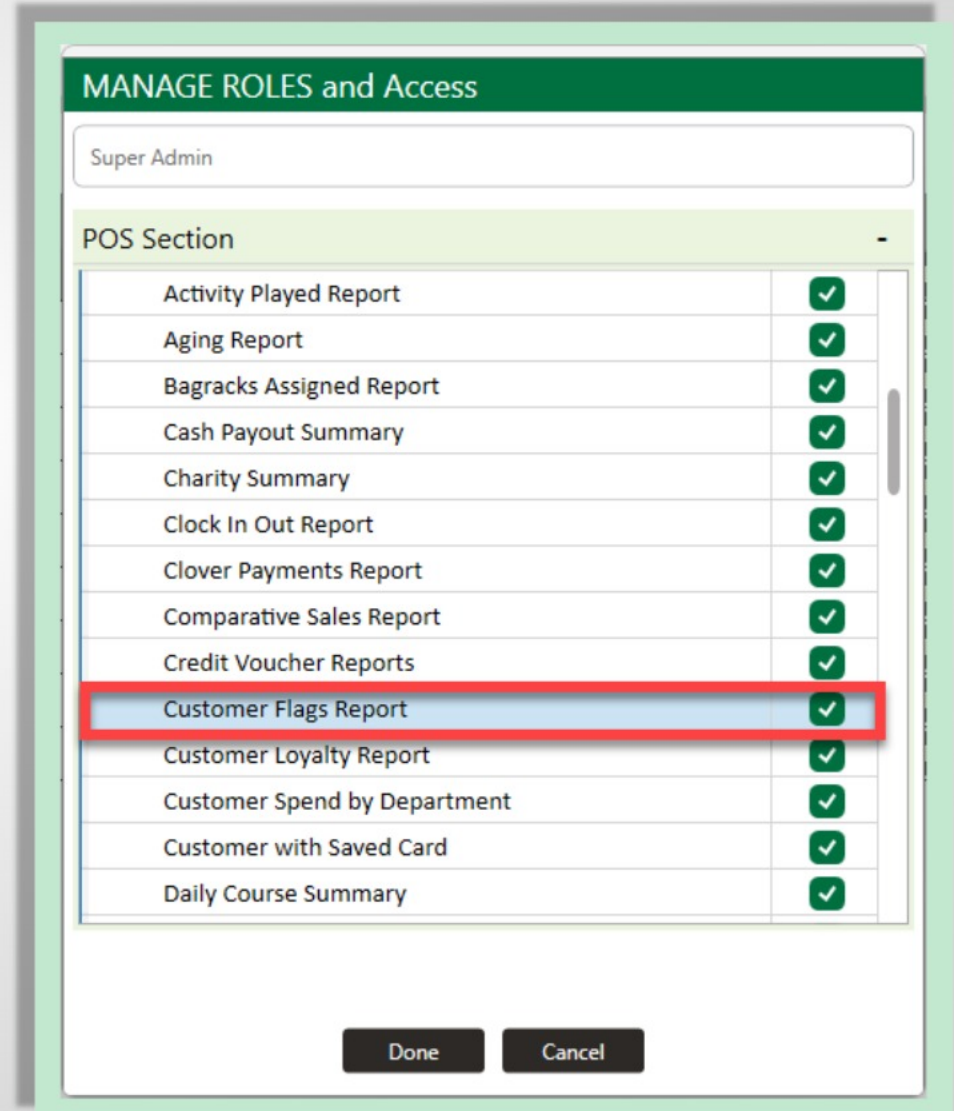 MANAGE ROLES and Access
Super Admin
POS Section -
Activity Played Report
Aging Report
Bagracks Assigned Report
Cash Payout Summary
Charity Summary
Clock In Out Report
Clover Payments Report
Comparative Sales Report
Credit Voucher Reports
Customer Flags Report
Customer Loyalty Report
Customer Spend by Department
Customer with Saved Card
Daily Course Summary
Done Cancel